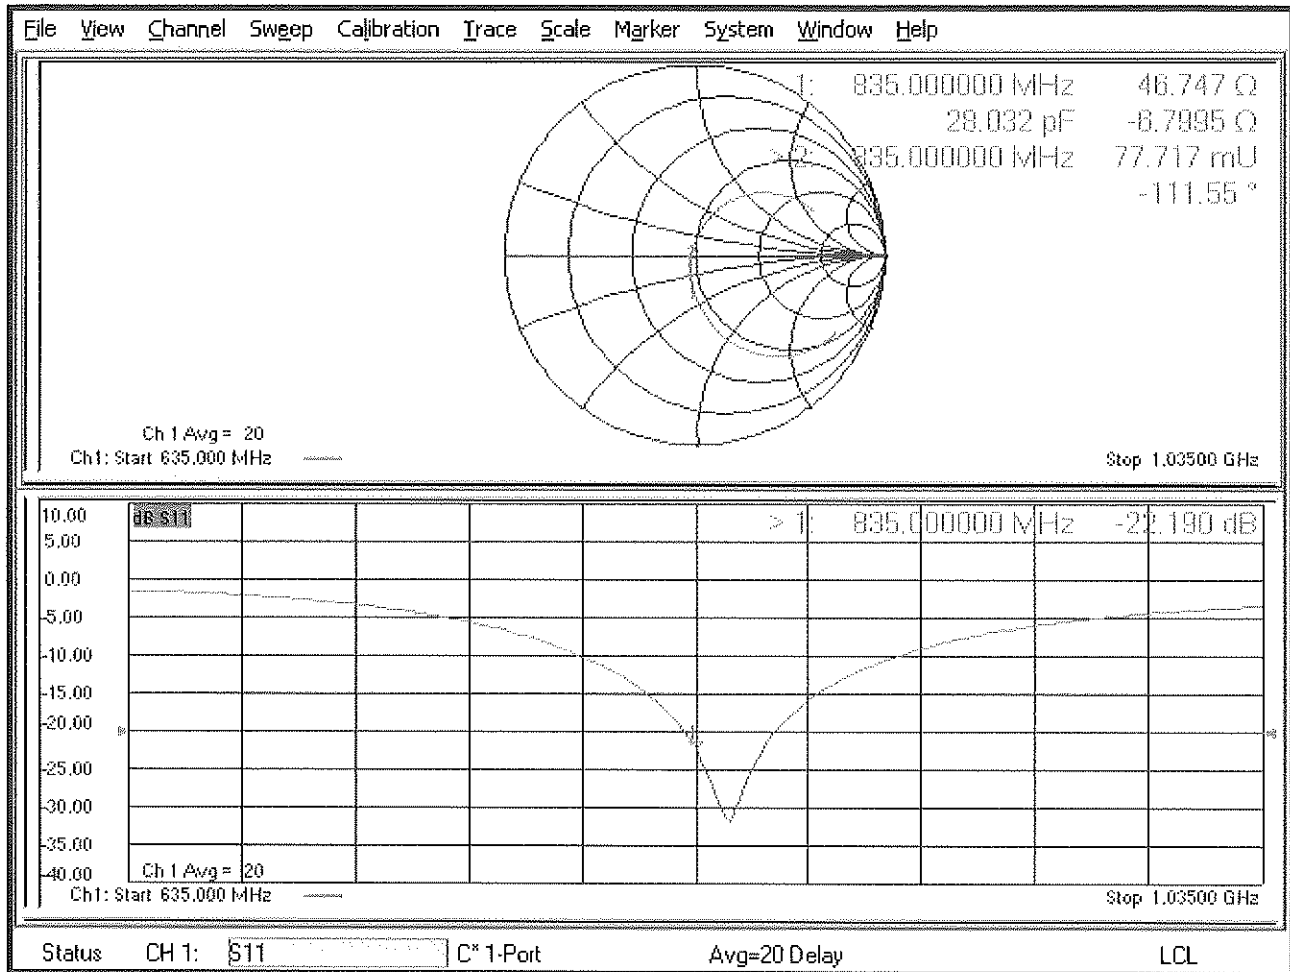 File View Channel Sweep Calibration Trace Scale Marker System Window Help
1: 835.000000 MHz 46.747 Ω
28.032 pF -6.7995 Ω
> 2: 835.000000 MHz 77.717 mU
-111.55 °
Ch 1 Avg = 20
Ch1: Start 635.000 MHz
Stop 1.03500 GHz
10.00
dB S11
> 1: 835.000000 MHz -22.190 dB
5.00
0.00
-5.00
-10.00
-15.00
-20.00
-25.00
-30.00
-35.00
-40.00
Ch 1 Avg = 20
Ch1: Start 635.000 MHz
Stop 1.03500 GHz
Status CH 1: S11 C* 1-Port Avg=20 Delay LCL